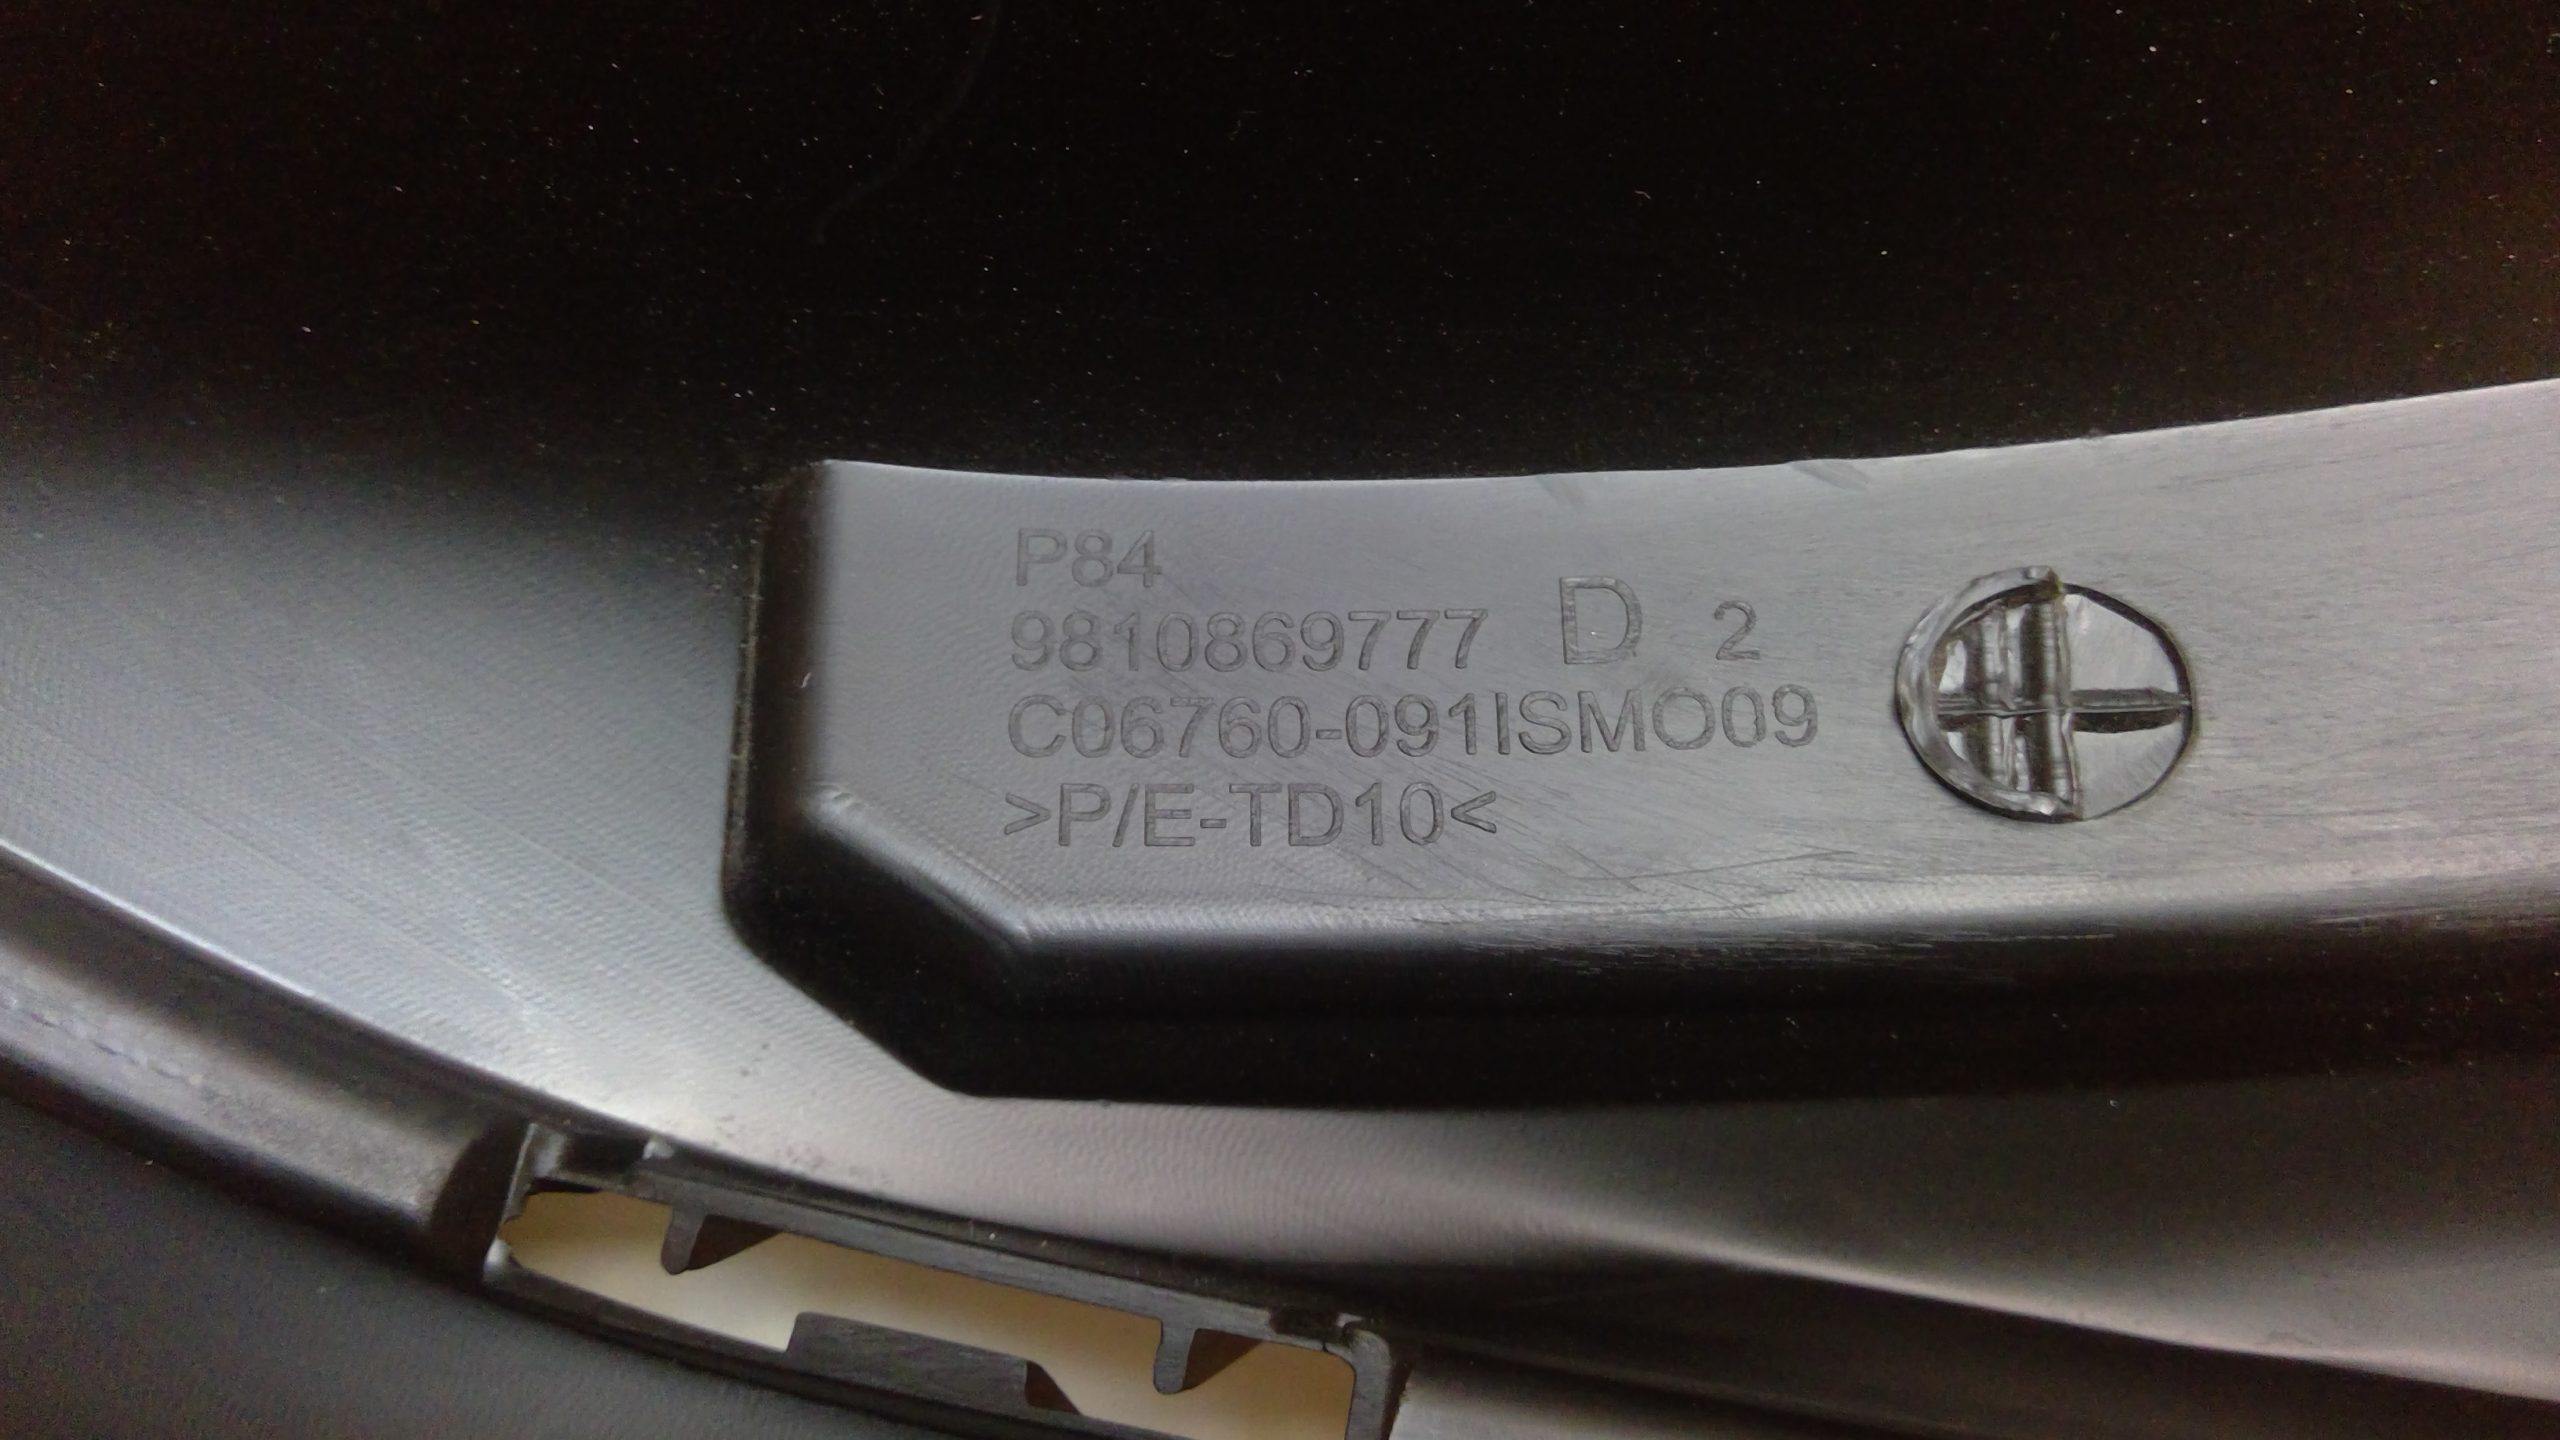 P84
9810869777 D 2
C06760-091ISMO09
>P/E-TD10<